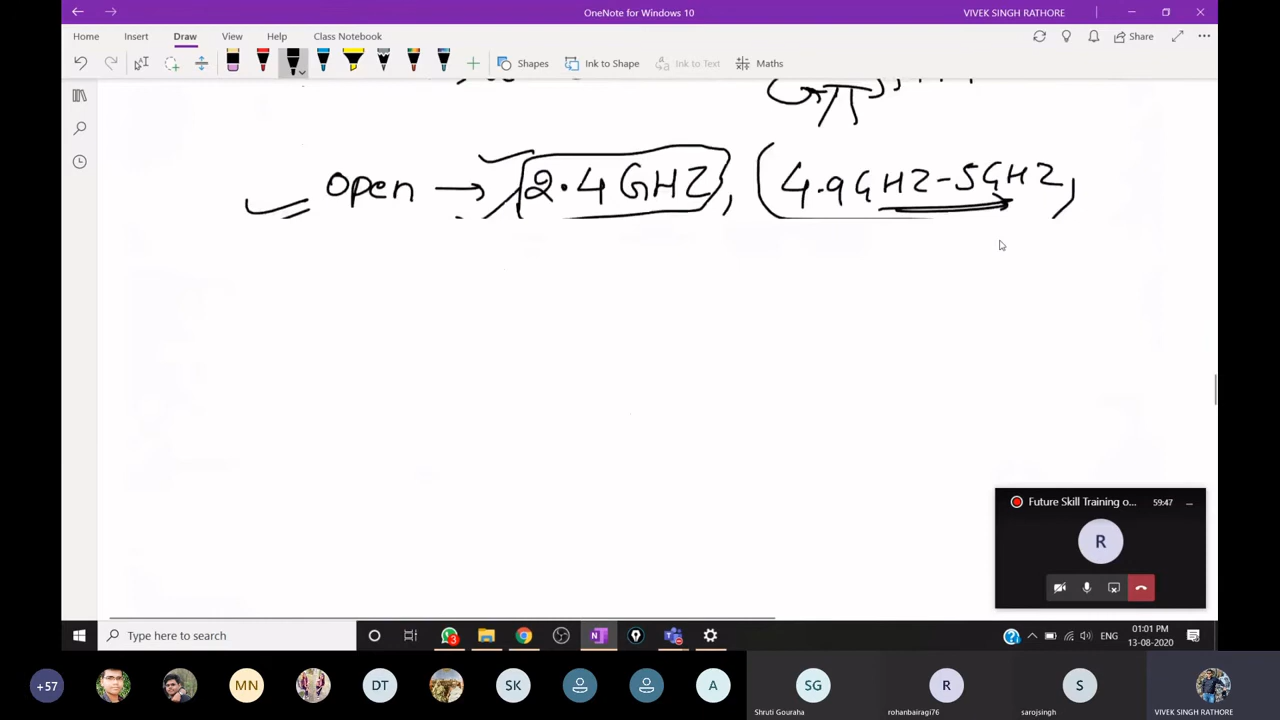 OneNote for Windows 10
VIVEK SINGH RATHORE
Home Insert Draw View Help Class Notebook
Share
Shapes Ink to Shape Ink to Text Maths
π
Open → 2.4 GHZ, (4.9GHZ-5GHZ,
Future Skill Training o... 59:47
R
Type here to search
3
ENG
01:01 PM
13-08-2020
+57 MN DT SK A SG R S
Shruti Gouraha rohanbairagi76 sarojsingh VIVEK SINGH RATHORE